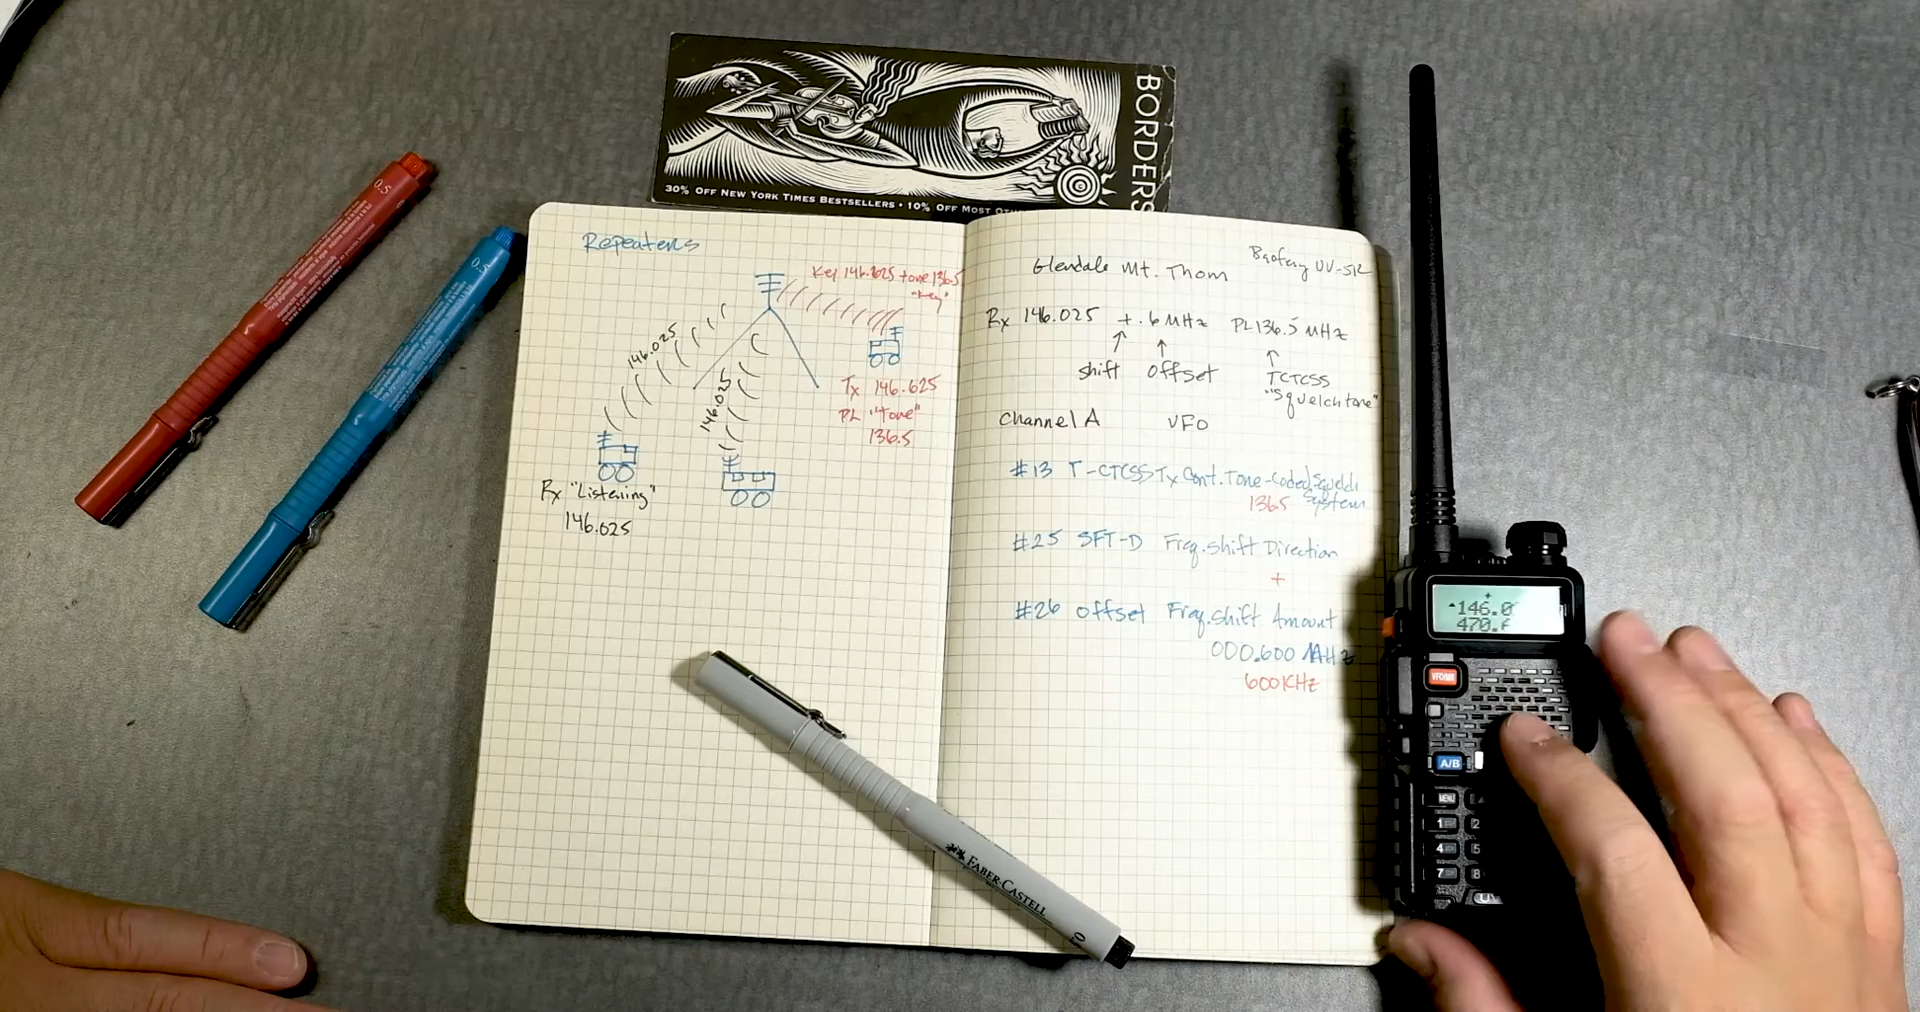 BORDERS
30% OFF NEW YORK TIMES BESTSELLERS • 10% OFF MOST
0.5
0.5
Repeaters
Key 146.625 tone 136.5
"Key"
146.025
146.025
Tx 146.625
PL "Tone"
136.5
Rx "Listening"
146.025
Baofeng UV-5R
Glendale Mt. Thom
Rx 146.025 + .6 MHz PL 136.5 MHz
↑ ↑ ↑
shift offset TCTCSS
"Squelch tone"
Channel A VFO
#13 T-CTCSS Tx Cont. Tone-Coded Squelch
136.5 System
#25 SFT-D Freq. shift Direction
+
#26 offset Freq. shift Amount
000.600 MHz
600KHz
FABER-CASTELL
+
146.0
470.
VFO/MR
A/B
MENU
1 2
4 5
7 8